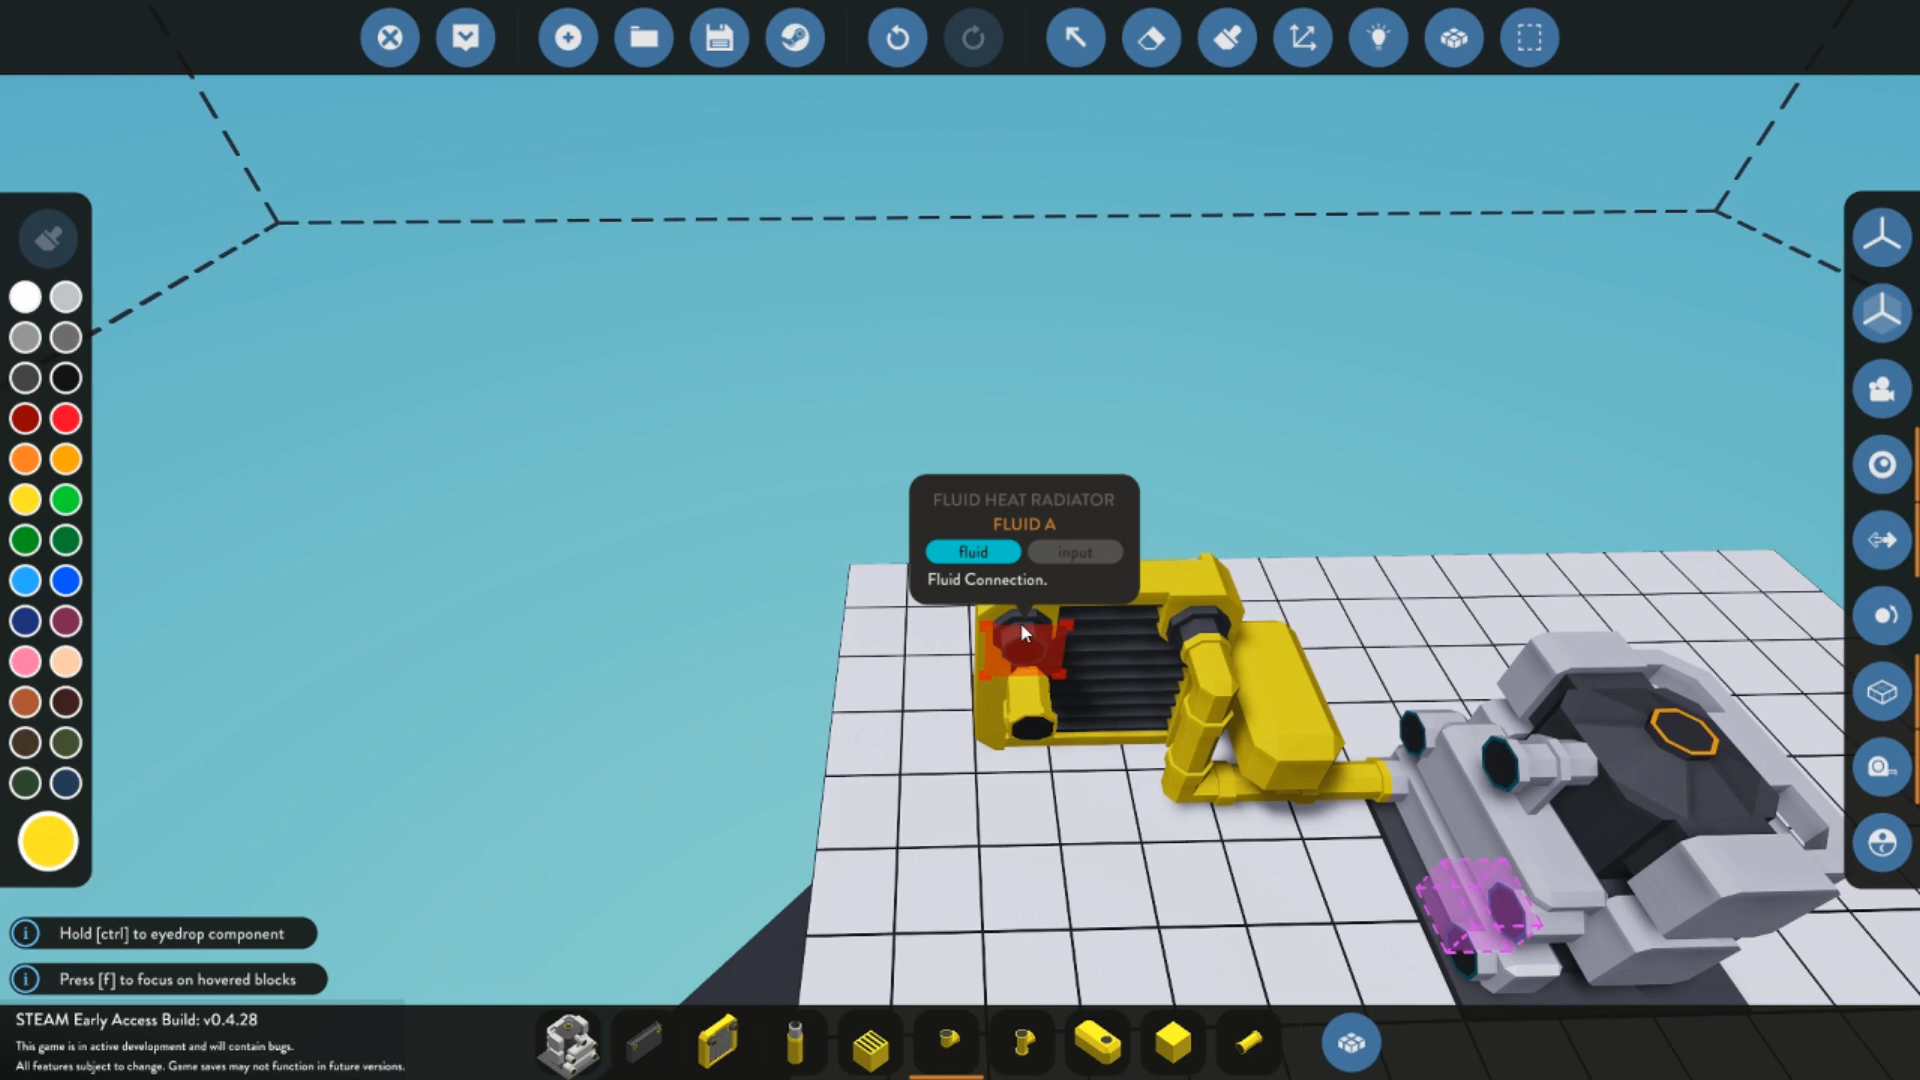 FLUID HEAT RADIATOR
FLUID A
fluid
input
Fluid Connection.
Hold [ctrl] to eyedrop component
Press [f] to focus on hovered blocks
STEAM Early Access Build: v0.4.28
This game is in active development and will contain bugs.
All features subject to change. Game saves may not function in future versions.